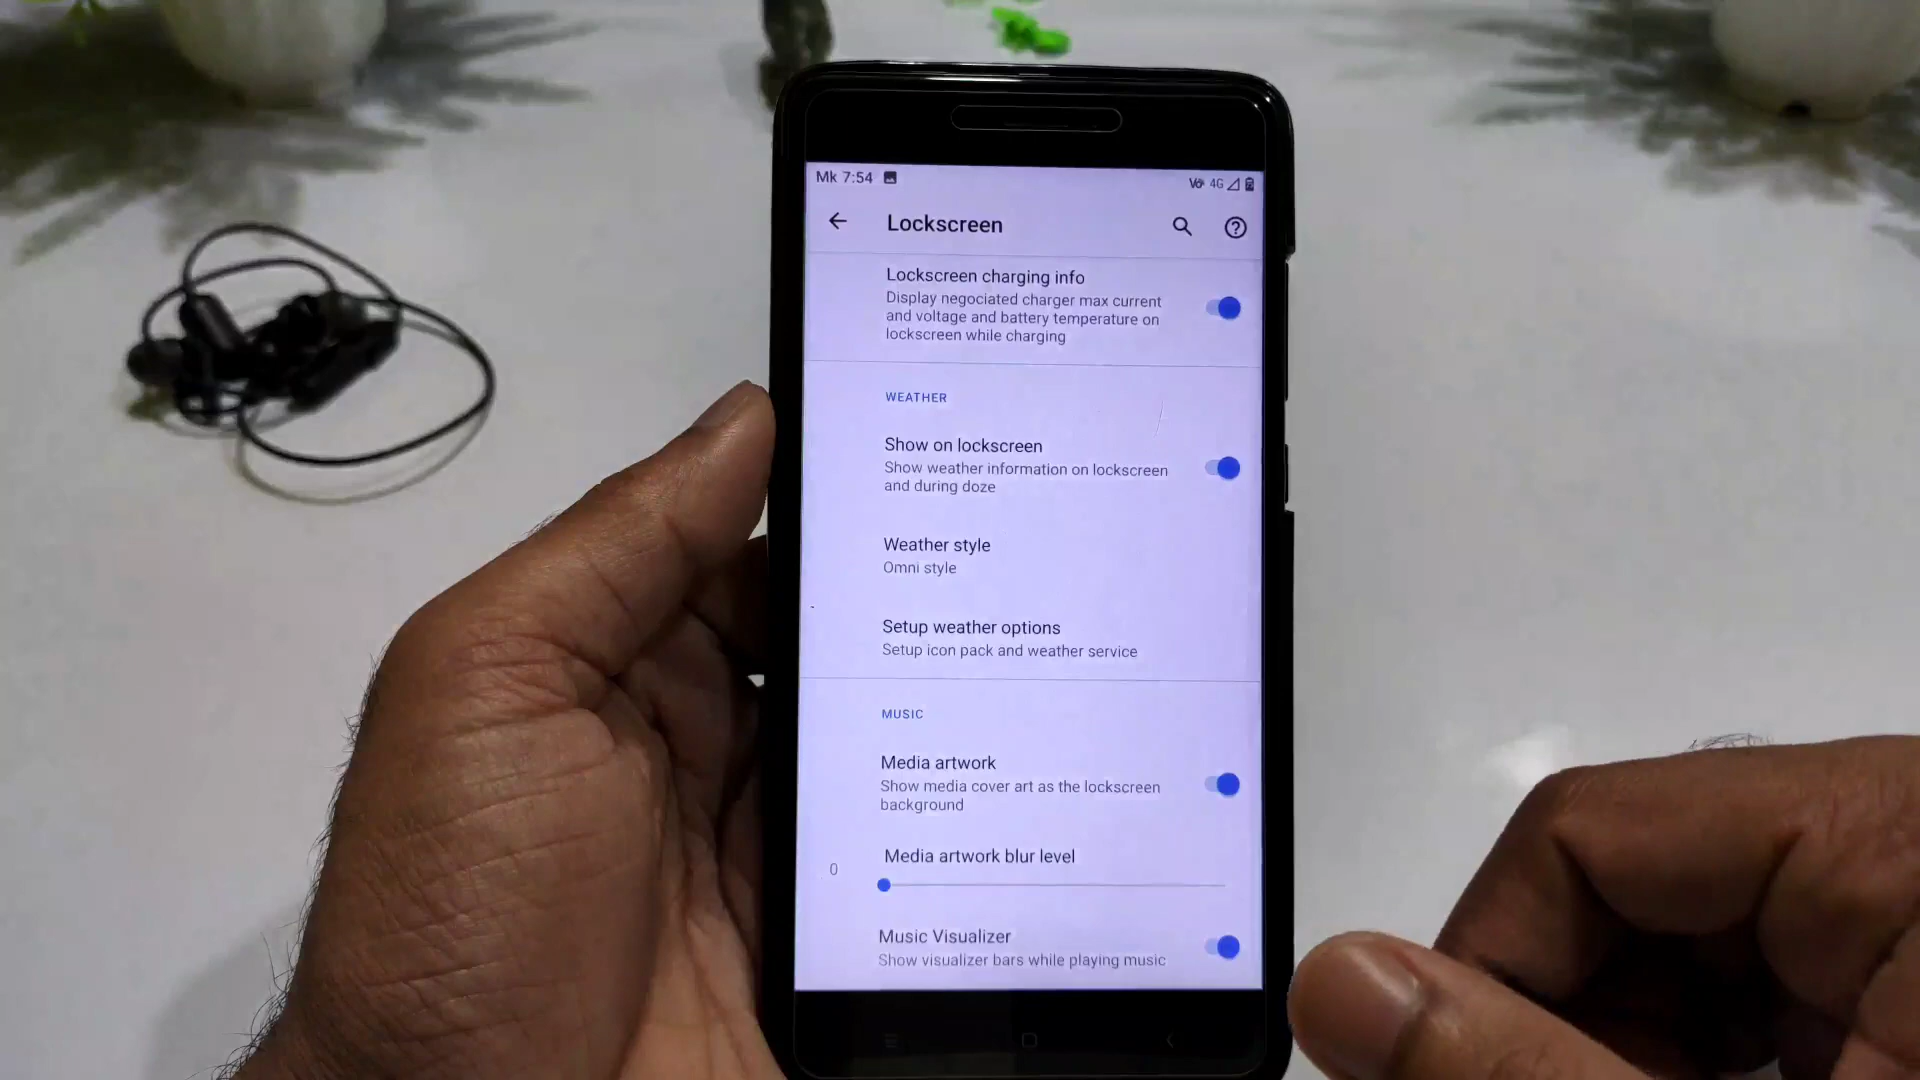 Mk 7:54 4G
Lockscreen
Lockscreen charging info
Display negociated charger max current
and voltage and battery temperature on
lockscreen while charging
WEATHER
Show on lockscreen
Show weather information on lockscreen
and during doze
Weather style
Omni style
Setup weather options
Setup icon pack and weather service
MUSIC
Media artwork
Show media cover art as the lockscreen
background
Media artwork blur level
0
Music Visualizer
Show visualizer bars while playing music